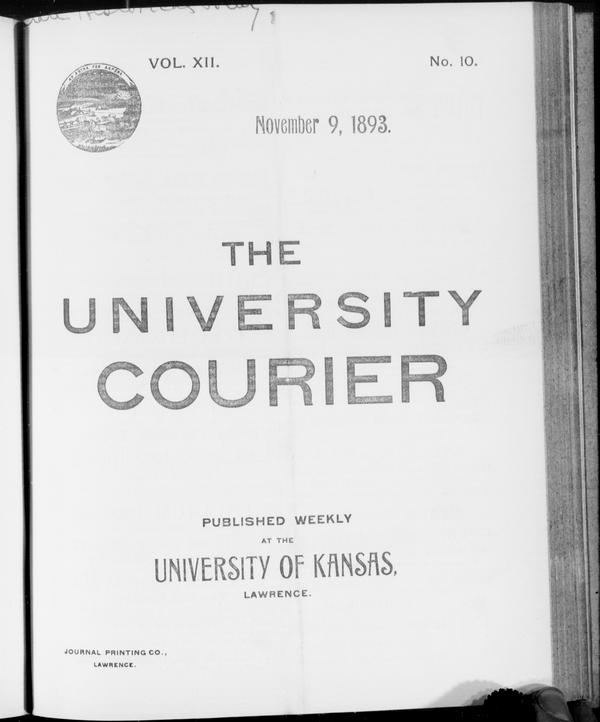 VOL. XII.
No. 10.
November 9, 1893.
THE
UNIVERSITY
COURIER
PUBLISHED WEEKLY
AT THE
UNIVERSITY OF KANSAS,
LAWRENCE.
JOURNAL PRINTING CO.,
LAWRENCE.